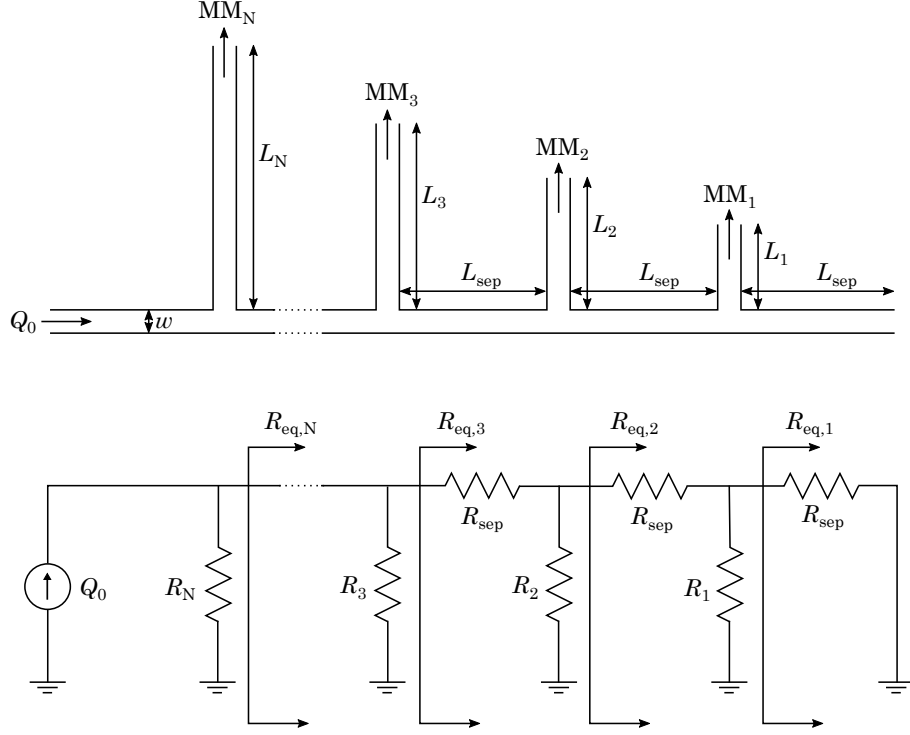 MM_N
MM_3
MM_2
MM_1
L_N
L_3
L_2
L_1
L_sep
L_sep
L_sep
Q_0
w
R_eq,N
R_eq,3
R_eq,2
R_eq,1
R_sep
R_sep
R_sep
Q_0
R_N
R_3
R_2
R_1